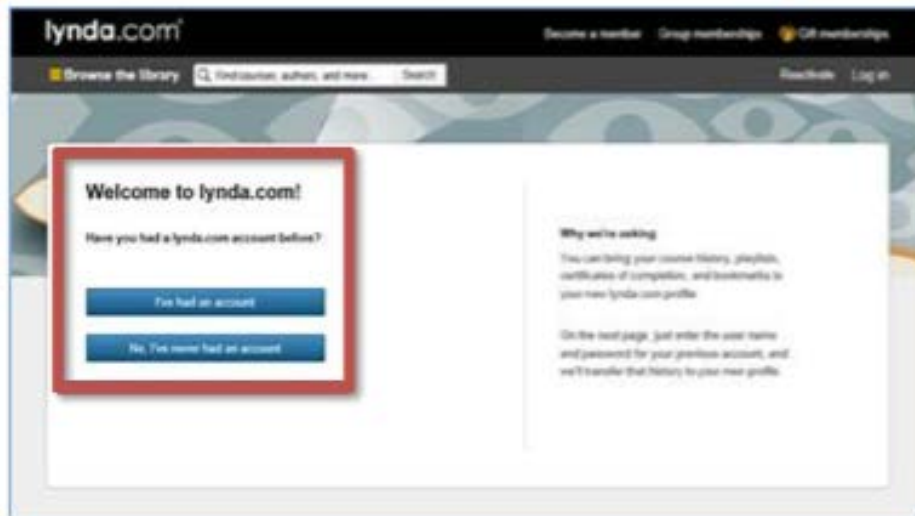 lynda.com
Become a member Group memberships Gift memberships
Browse the library Find courses, authors, and more Search Reactivate Log in
Welcome to lynda.com!
Have you had a lynda.com account before?
I've had an account
No, I've never had an account
Why we're asking
You can bring your course history, playlists,
certificates of completion, and bookmarks to
your new lynda.com profile.
On the next page, just enter the user name
and password for your previous account, and
we'll transfer that history to your new profile.